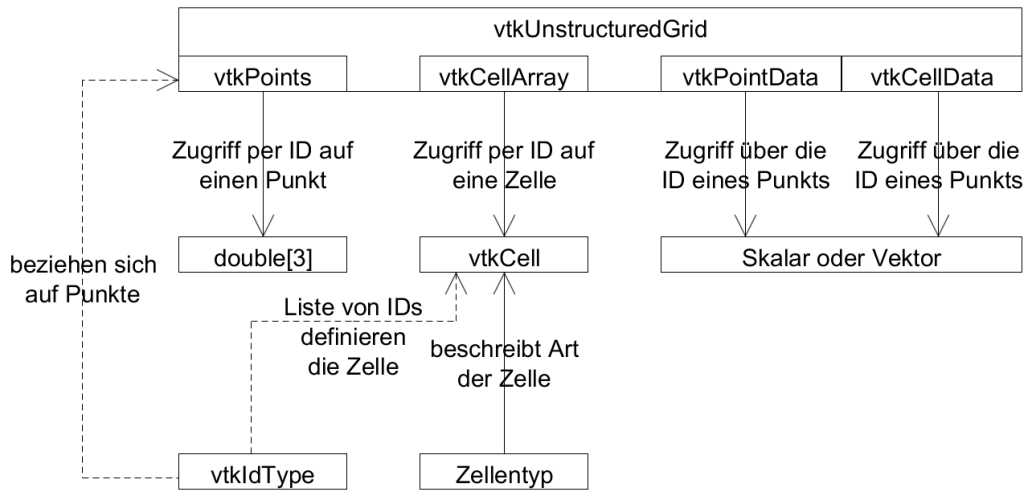 vtkUnstructuredGrid
vtkPoints
vtkCellArray
vtkPointData
vtkCellData
Zugriff per ID auf
einen Punkt
Zugriff per ID auf
eine Zelle
Zugriff über die
ID eines Punkts
Zugriff über die
ID eines Punkts
double[3]
vtkCell
Skalar oder Vektor
beziehen sich
auf Punkte
Liste von IDs
definieren
die Zelle
beschreibt Art
der Zelle
vtkIdType
Zellentyp